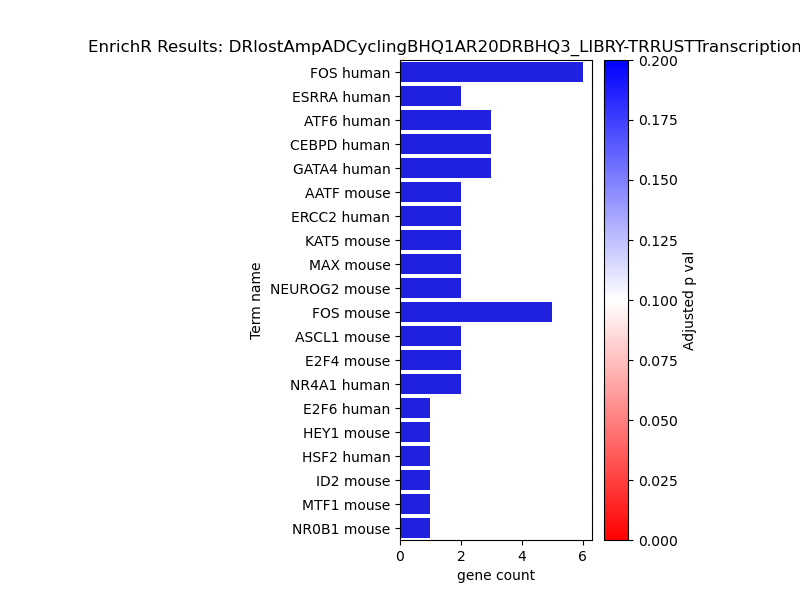 EnrichR Results: DRlostAmpADCyclingBHQ1AR20DRBHQ3_LIBRY-TRRUSTTranscription
FOS human
ESRRA human
ATF6 human
CEBPD human
GATA4 human
AATF mouse
ERCC2 human
KAT5 mouse
MAX mouse
NEUROG2 mouse
FOS mouse
ASCL1 mouse
E2F4 mouse
NR4A1 human
E2F6 human
HEY1 mouse
HSF2 human
ID2 mouse
MTF1 mouse
NR0B1 mouse
Term name
0 2 4 6
gene count
0.200
0.175
0.150
0.125
0.100
0.075
0.050
0.025
0.000
Adjusted p val